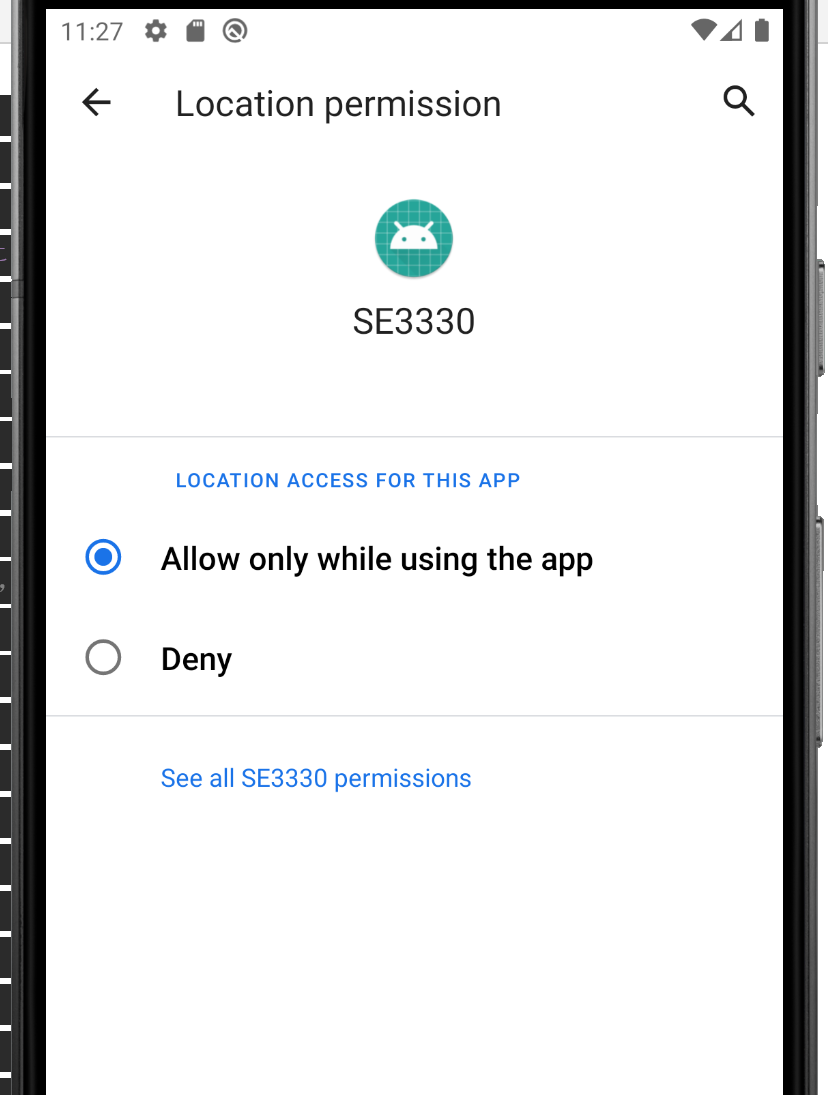 11:27
Location permission
SE3330
LOCATION ACCESS FOR THIS APP
Allow only while using the app
Deny
See all SE3330 permissions